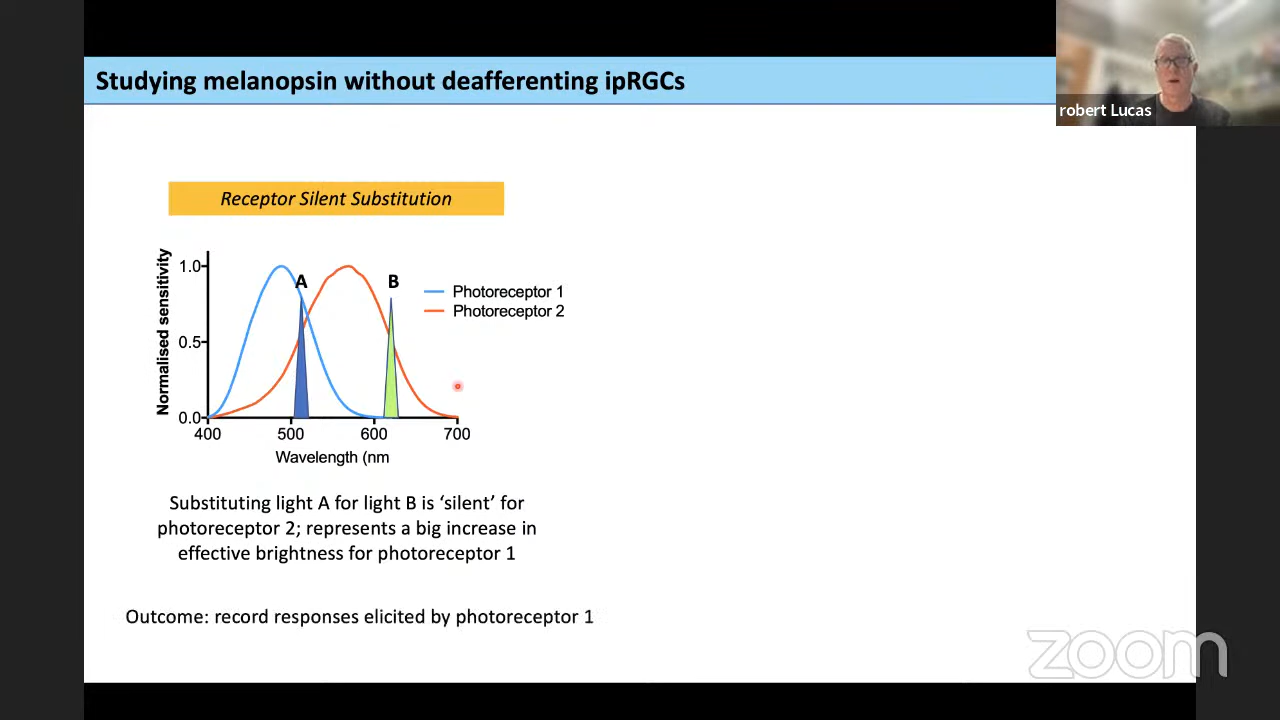 Studying melanopsin without deafferenting ipRGCs
robert Lucas
Receptor Silent Substitution
Normalised sensitivity
1.0
0.5
0.0
A
B
Photoreceptor 1
Photoreceptor 2
400
500
600
700
Wavelength (nm
Substituting light A for light B is ‘silent’ for
photoreceptor 2; represents a big increase in
effective brightness for photoreceptor 1
Outcome: record responses elicited by photoreceptor 1
zoom